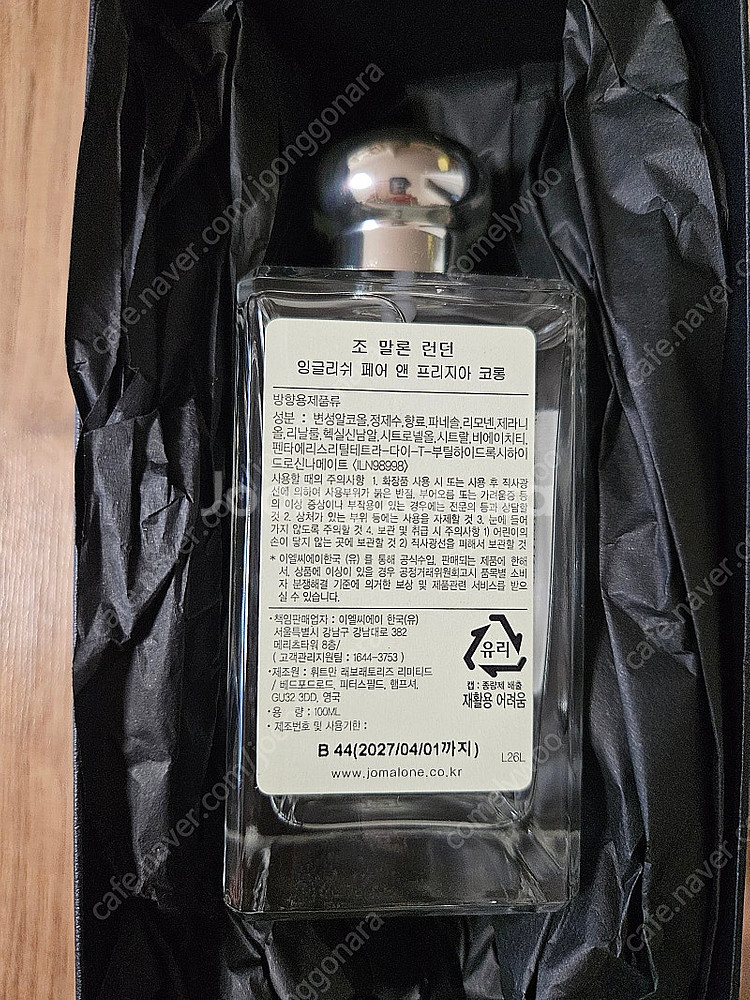 조 말론 런던
잉글리쉬 페어 앤 프리지아 코롱
방향용제품류
성분 : 변성알코올,정제수,향료,파네솔,리모넨,제라니
올,리날룰,헥실신남알,시트로넬올,시트랄,비에이치티,
펜타에리스리틸테트라-다이-T-부틸하이드록시하이
드로신나메이트 <ILN98998>
사용할 때의 주의사항 1. 화장품 사용 시 또는 사용 후 직사광
선에 의하여 사용부위가 붉은 반점, 부어오름 또는 가려움증 등
의 이상 증상이나 부작용이 있는 경우에는 전문의 등과 상담할
것 2. 상처가 있는 부위 등에는 사용을 자제할 것 3. 눈에 들어
가지 않도록 주의할 것 4. 보관 및 취급 시 주의사항 1) 어린이의
손이 닿지 않는 곳에 보관할 것 2) 직사광선을 피해서 보관할 것
* 이엘씨에이한국 (유) 를 통해 공식수입, 판매되는 제품에 한해
서, 상품에 이상이 있을 경우 공정거래위원회고시 품목별 소비
자 분쟁해결 기준에 의거한 보상 및 제품관련 서비스를 받으
실 수 있습니다.
·책임판매업자 : 이엘씨에이 한국(유)
서울특별시 강남구 강남대로 382
메리츠타워 8층/
( 고객관리지원팀 : 1644-3753 )
·제조원 : 휘트만 래보래토리즈 리미티드
/ 베드포드로드, 피터스필드, 햄프셔,
GU32 3DD, 영국
·용 량 : 100ML
·제조번호 및 사용기한 :
유리
캡 : 종량제 배출
재활용 어려움
B 44(2027/04/01까지)
L26L
www.jomalone.co.kr
cafe.naver.com/joonggonara
comelywoo
cafe.naver.com/joonggonara
comelywoo
cafe.naver
cafe.naver